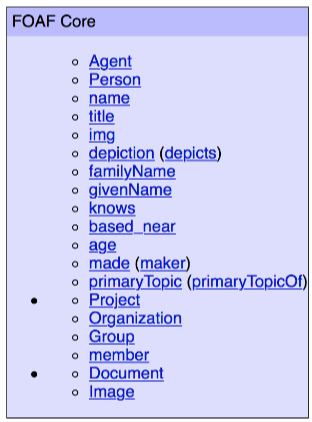 FOAF Core
Agent
Person
name
title
img
depiction (depicts)
familyName
givenName
knows
based_near
age
made (maker)
primaryTopic (primaryTopicOf)
Project
Organization
Group
member
Document
Image